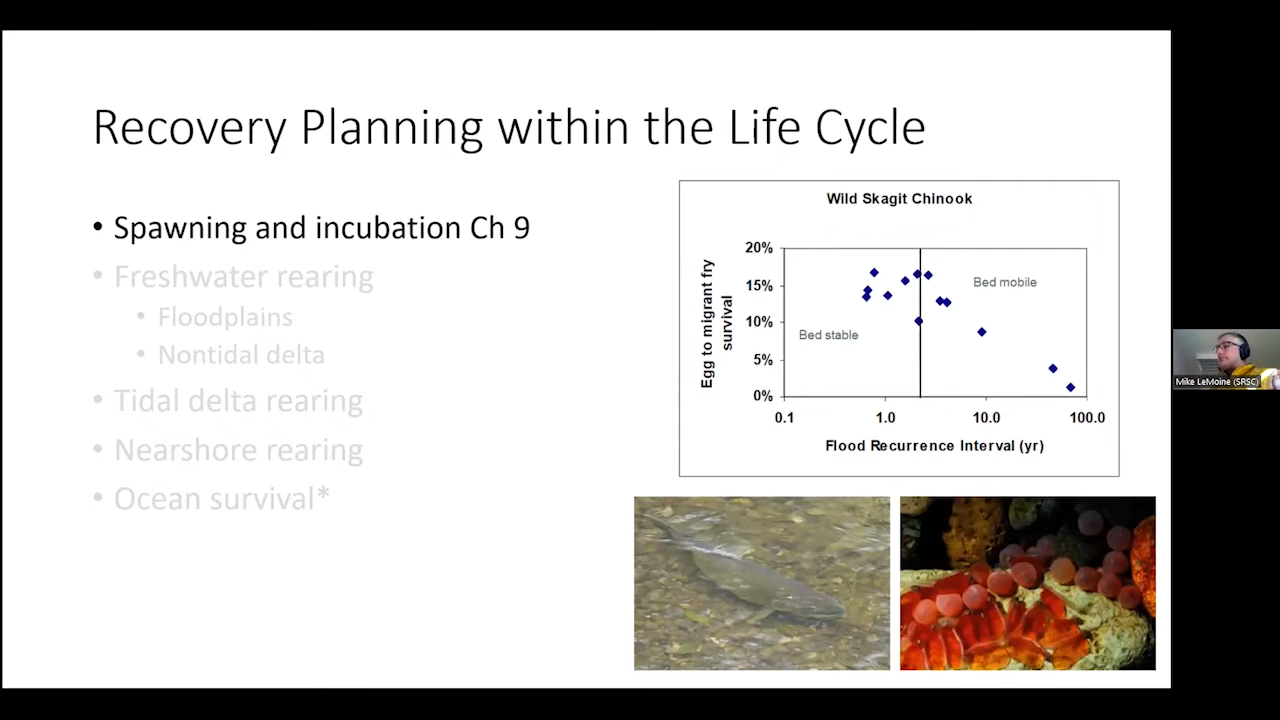 Recovery Planning within the Life Cycle
• Spawning and incubation Ch 9
• Freshwater rearing
• Floodplains
• Nontidal delta
• Tidal delta rearing
• Nearshore rearing
• Ocean survival*
Wild Skagit Chinook
Egg to migrant fry
survival
20%
15%
10%
5%
0%
Bed stable
Bed mobile
0.1 1.0 10.0 100.0
Flood Recurrence Interval (yr)
Mike LeMoine (SRSC)